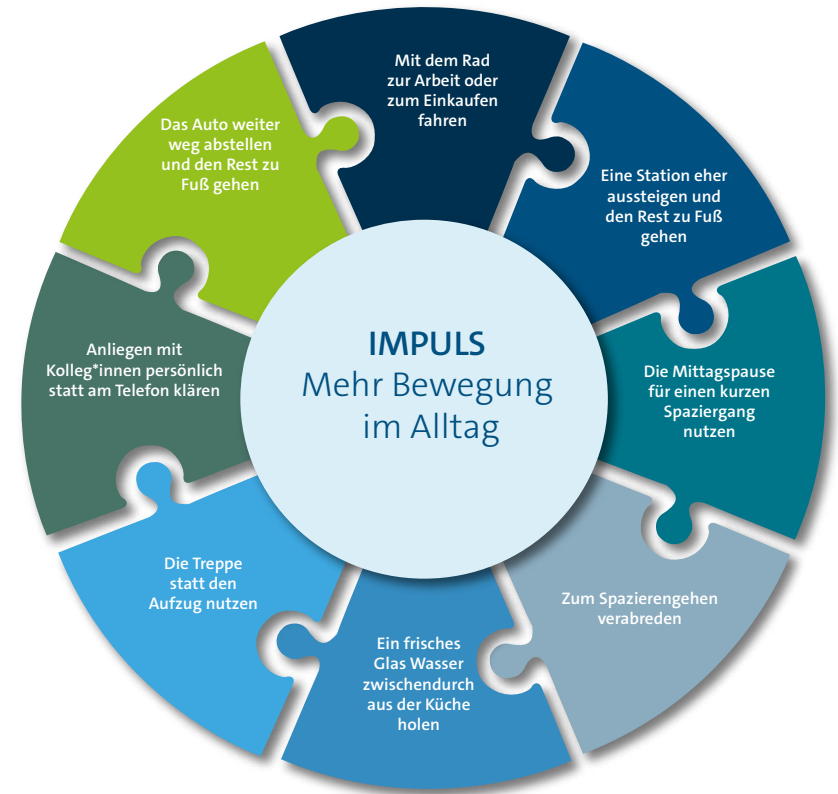 IMPULS
Mehr Bewegung
im Alltag
Mit dem Rad
zur Arbeit oder
zum Einkaufen
fahren
Eine Station eher
aussteigen und
den Rest zu Fuß
gehen
Die Mittagspause
für einen kurzen
Spaziergang
nutzen
Zum Spazierengehen
verabreden
Ein frisches
Glas Wasser
zwischendurch
aus der Küche
holen
Die Treppe
statt den
Aufzug nutzen
Anliegen mit
Kolleg*innen persönlich
statt am Telefon klären
Das Auto weiter
weg abstellen
und den Rest zu
Fuß gehen